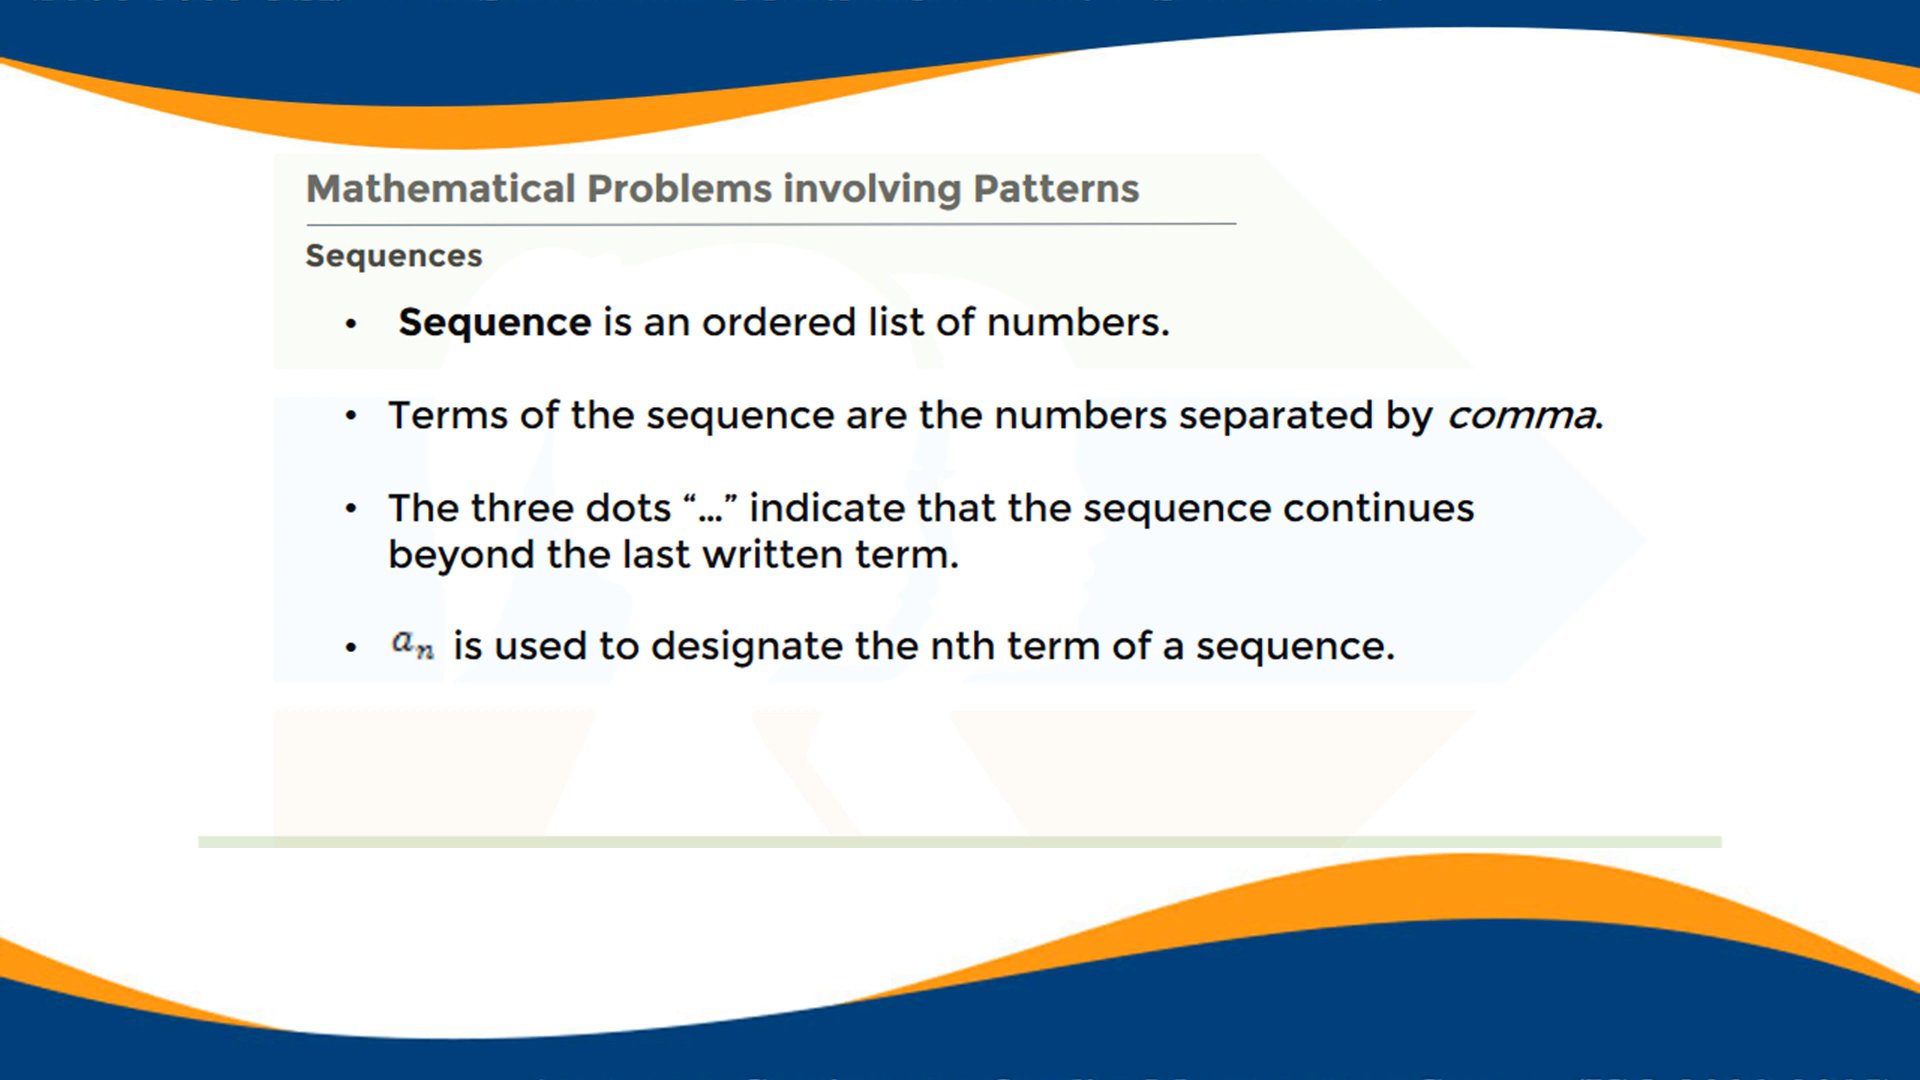 Mathematical Problems involving Patterns
Sequences
• Sequence is an ordered list of numbers.
• Terms of the sequence are the numbers separated by comma.
• The three dots “…” indicate that the sequence continues
beyond the last written term.
• aₙ is used to designate the nth term of a sequence.